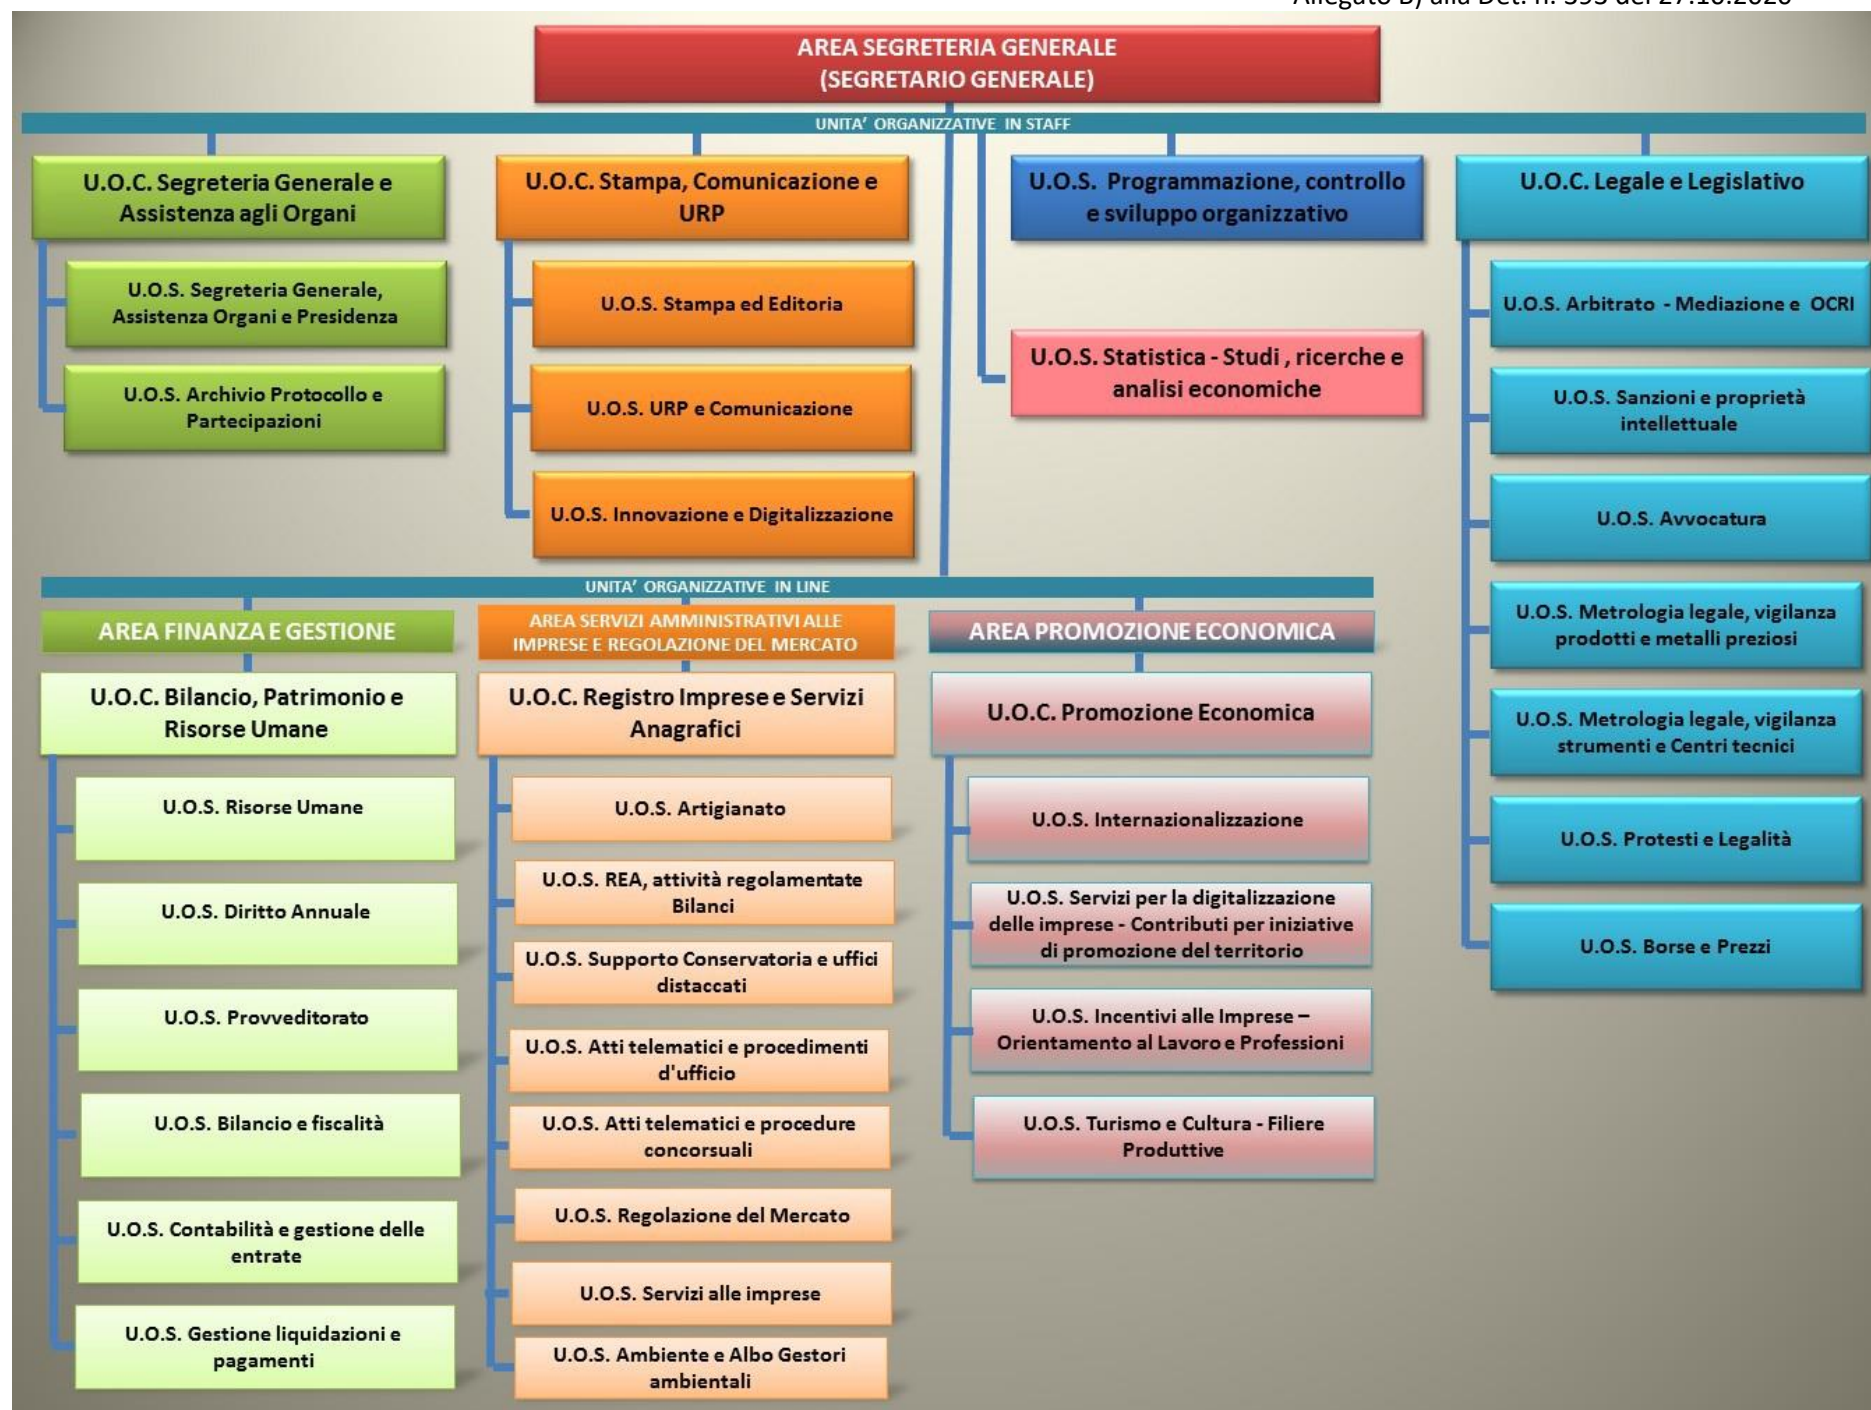 Allegato B) alla Det. n. 393 del 27.10.2020
AREA SEGRETERIA GENERALE
(SEGRETARIO GENERALE)
UNITA’ ORGANIZZATIVE IN STAFF
U.O.C. Segreteria Generale e
Assistenza agli Organi
U.O.S. Segreteria Generale,
Assistenza Organi e Presidenza
U.O.S. Archivio Protocollo e
Partecipazioni
U.O.C. Stampa, Comunicazione e
URP
U.O.S. Stampa ed Editoria
U.O.S. URP e Comunicazione
U.O.S. Innovazione e Digitalizzazione
U.O.S. Programmazione, controllo
e sviluppo organizzativo
U.O.S. Statistica - Studi , ricerche e
analisi economiche
U.O.C. Legale e Legislativo
U.O.S. Arbitrato - Mediazione e OCRI
U.O.S. Sanzioni e proprietà
intellettuale
U.O.S. Avvocatura
U.O.S. Metrologia legale, vigilanza
prodotti e metalli preziosi
U.O.S. Metrologia legale, vigilanza
strumenti e Centri tecnici
U.O.S. Protesti e Legalità
U.O.S. Borse e Prezzi
UNITA’ ORGANIZZATIVE IN LINE
AREA FINANZA E GESTIONE
U.O.C. Bilancio, Patrimonio e
Risorse Umane
U.O.S. Risorse Umane
U.O.S. Diritto Annuale
U.O.S. Provveditorato
U.O.S. Bilancio e fiscalità
U.O.S. Contabilità e gestione delle
entrate
U.O.S. Gestione liquidazioni e
pagamenti
AREA SERVIZI AMMINISTRATIVI ALLE
IMPRESE E REGOLAZIONE DEL MERCATO
U.O.C. Registro Imprese e Servizi
Anagrafici
U.O.S. Artigianato
U.O.S. REA, attività regolamentate
Bilanci
U.O.S. Supporto Conservatoria e uffici
distaccati
U.O.S. Atti telematici e procedimenti
d'ufficio
U.O.S. Atti telematici e procedure
concorsuali
U.O.S. Regolazione del Mercato
U.O.S. Servizi alle imprese
U.O.S. Ambiente e Albo Gestori
ambientali
AREA PROMOZIONE ECONOMICA
U.O.C. Promozione Economica
U.O.S. Internazionalizzazione
U.O.S. Servizi per la digitalizzazione
delle imprese - Contributi per iniziative
di promozione del territorio
U.O.S. Incentivi alle Imprese –
Orientamento al Lavoro e Professioni
U.O.S. Turismo e Cultura - Filiere
Produttive